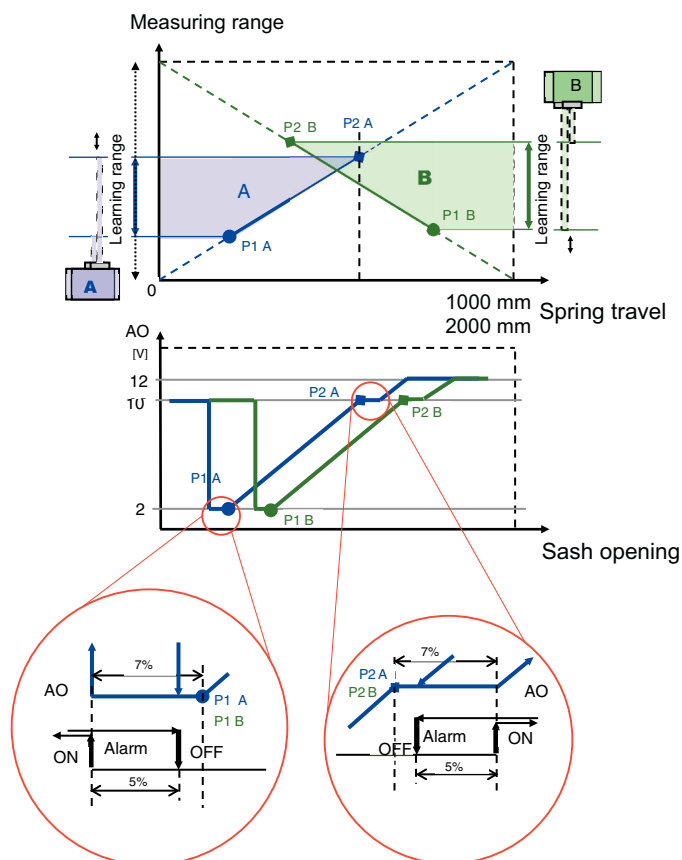 Measuring range
B
P2 B
P2 A
Learning range
A
B
Learning range
P1 B
P1 A
A
0
1000 mm
2000 mm
Spring travel
AO
[V]
12
10
P2 A
P2 B
P1 A
2
P1 B
Sash opening
7%
AO
P1 A
P1 B
ON
Alarm
OFF
5%
7%
P2 A
P2 B
AO
OFF
Alarm
ON
5%